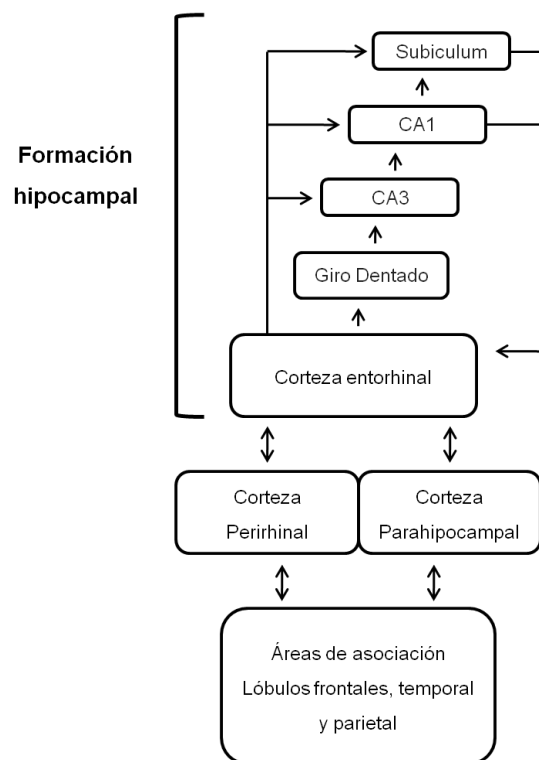 Formación
hipocampal
Subiculum
CA1
CA3
Giro Dentado
Corteza entorhinal
Corteza
Perirhinal
Corteza
Parahipocampal
Áreas de asociación
Lóbulos frontales, temporal
y parietal